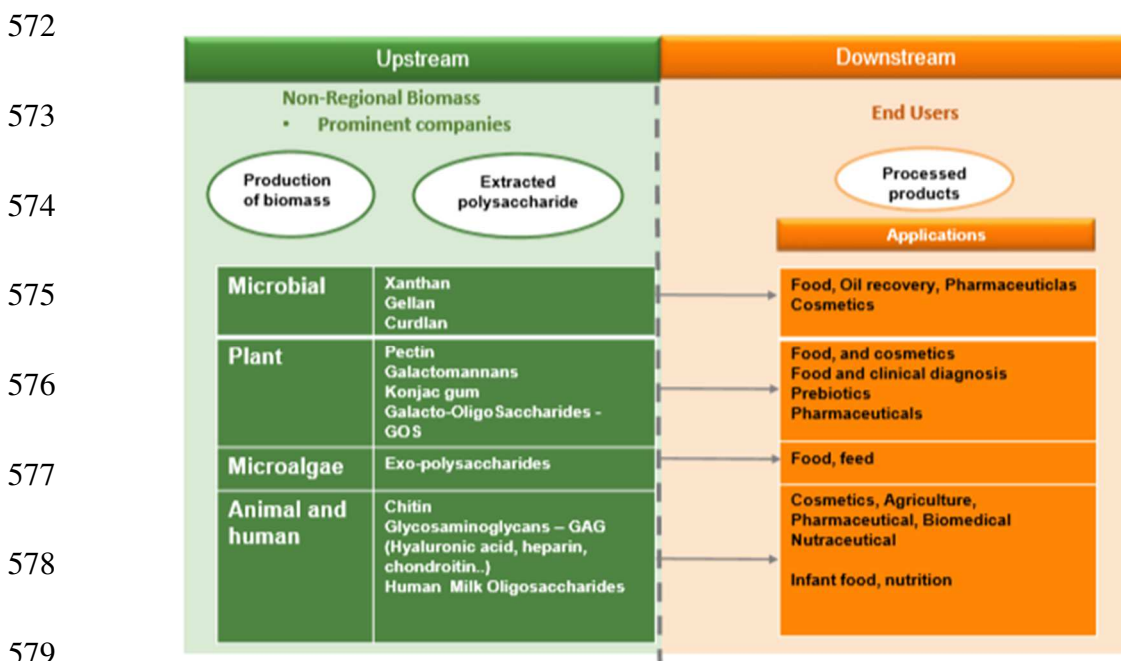 572
Upstream
Downstream
573
Non-Regional Biomass
• Prominent companies
End Users
574
Production
of biomass
Extracted
polysaccharide
Processed
products
Applications
575
Microbial
Xanthan
Gellan
Curdlan
Food, Oil recovery, Pharmaceuticlas
Cosmetics
576
Plant
Pectin
Galactomannans
Konjac gum
Galacto-Oligo Saccharides -
GOS
Food, and cosmetics
Food and clinical diagnosis
Prebiotics
Pharmaceuticals
577
Microalgae
Exo-polysaccharides
Food, feed
578
Animal and
human
Chitin
Glycosaminoglycans – GAG
(Hyaluronic acid, heparin,
chondroitin..)
Human Milk Oligosaccharides
Cosmetics, Agriculture,
Pharmaceutical, Biomedical
Nutraceutical
Infant food, nutrition
579